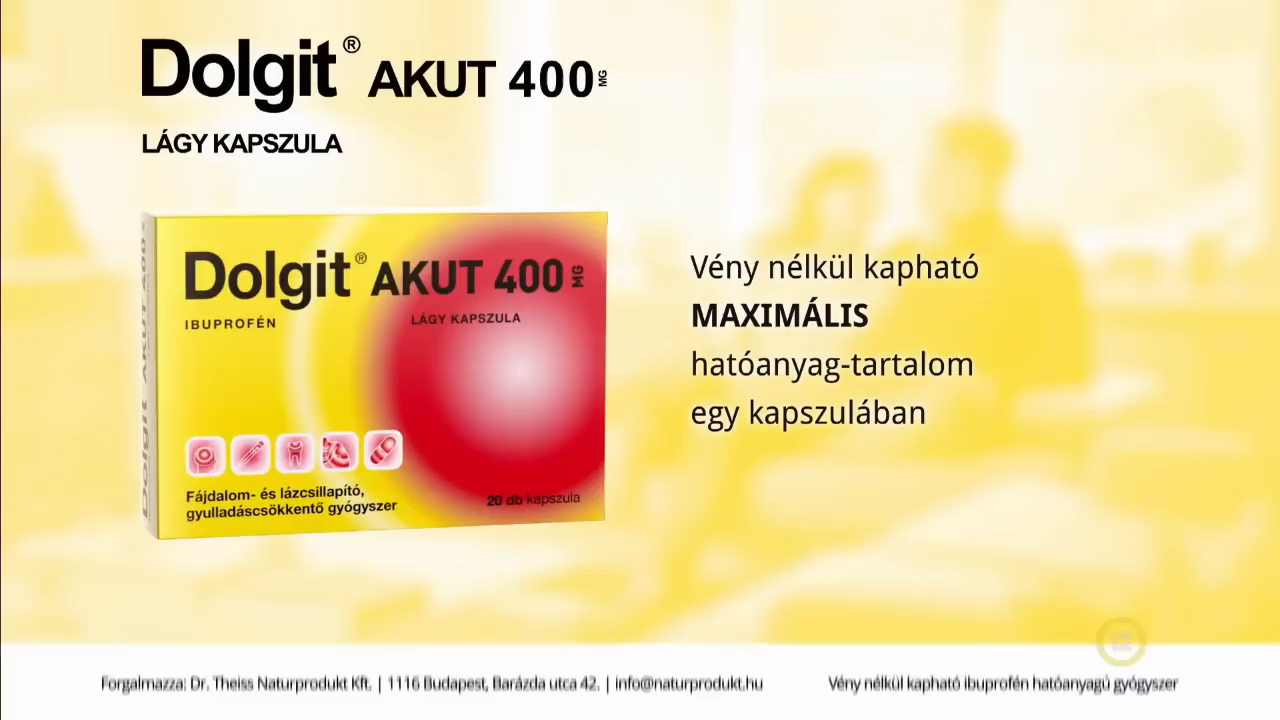 Dolgit® AKUT 400 MG
LÁGY KAPSZULA
Dolgit® AKUT 400 MG
IBUPROFÉN
LÁGY KAPSZULA
Fájdalom- és lázcsillapító,
gyulladáscsökkentő gyógyszer
20 db kapszula
Dolgit AKUT 400
Vény nélkül kapható
MAXIMÁLIS
hatóanyag-tartalom
egy kapszulában
Forgalmazza: Dr. Theiss Naturprodukt Kft. | 1116 Budapest, Barázda utca 42. | info@naturprodukt.hu
Vény nélkül kapható ibuprofén hatóanyagú gyógyszer